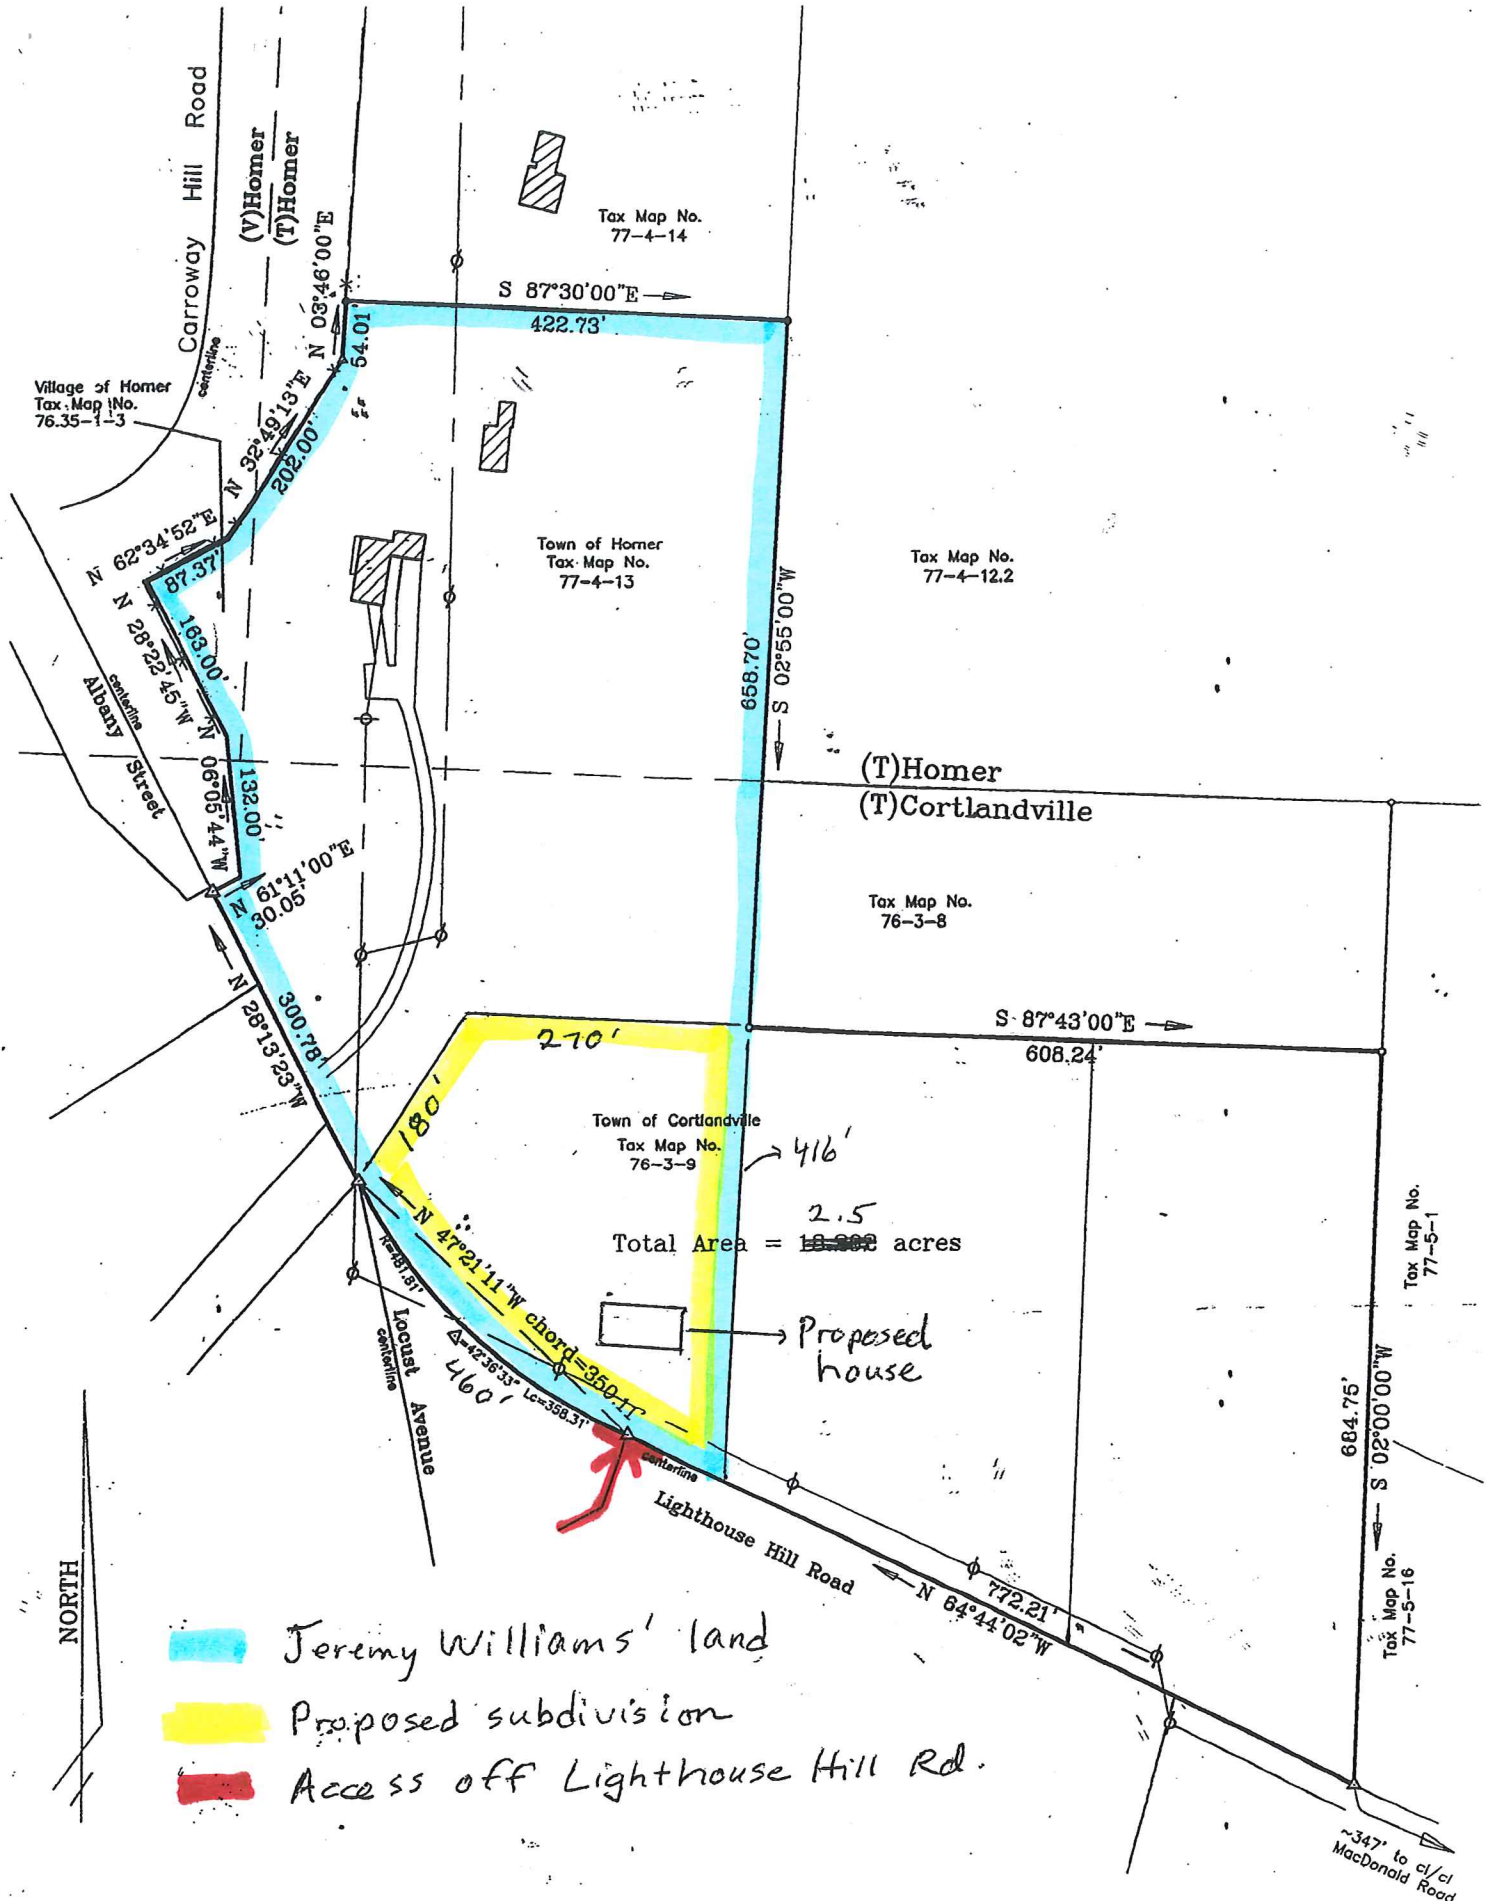 Carroway Hill Road
centerline
(V)Homer
(T)Homer
N 03°46'00"E
54.01'
Tax Map No.
77-4-14
S 87°30'00"E
422.73'
Village of Homer
Tax Map No.
76.35-1-3
N 32°49'13"E
202.00'
N 62°34'52"E
87.37'
N 28°22'45"W
163.00'
Town of Homer
Tax Map No.
77-4-13
Tax Map No.
77-4-12.2
658.70'
S 02°55'00"W
centerline
Albany Street
N 06°05'44"W
132.00'
(T)Homer
(T)Cortlandville
N 61°11'00"E
30.05'
Tax Map No.
76-3-8
N 28°13'23"W
300.78'
S 87°43'00"E
608.24'
270'
180'
Town of Cortlandville
Tax Map No.
76-3-9
416'
2.5
Total Area = acres
Tax Map No.
77-5-1
N 47°21'11"W chord=350.11'
R=481.81'
Δ=42°36'33" Lc=358.31'
460'
Locust Avenue
centerline
Proposed
house
centerline
Lighthouse Hill Road
684.75'
S 02°00'00"W
772.21'
N 64°44'02"W
Tax Map No.
77-5-16
NORTH
Jeremy Williams' land
Proposed subdivision
Access off Lighthouse Hill Rd.
~347' to cl/cl
MacDonald Road